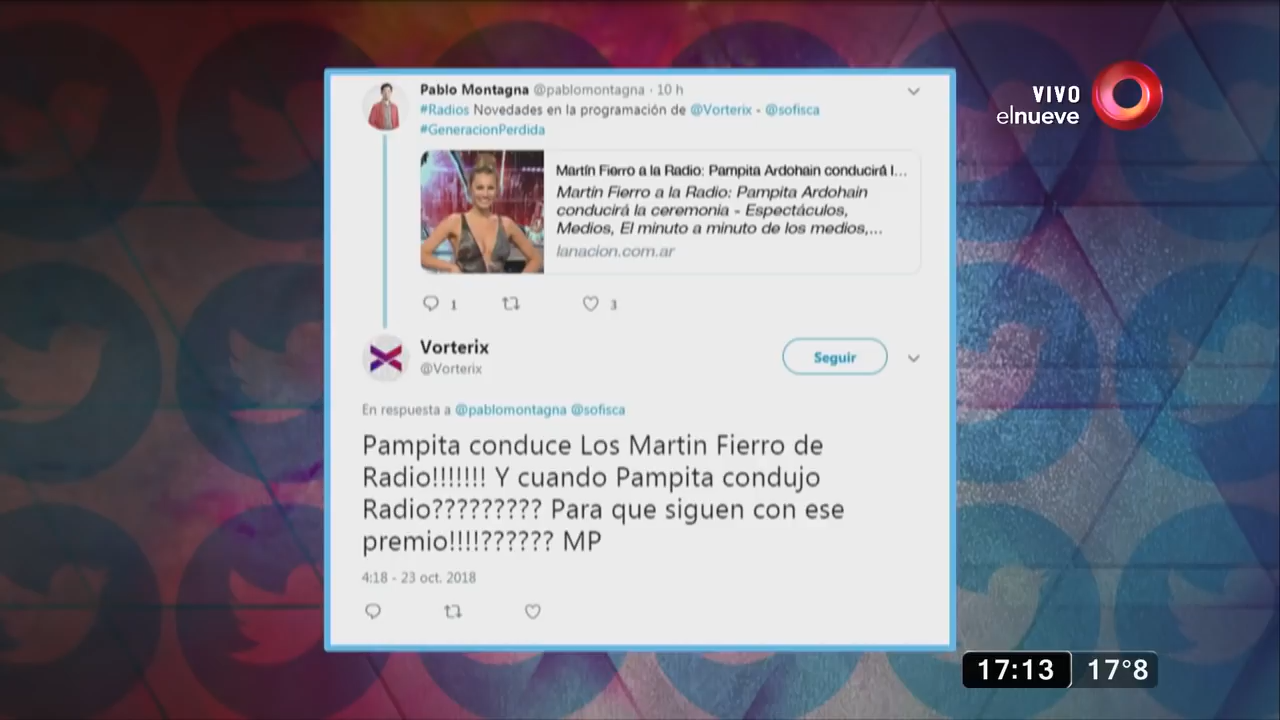 Pablo Montagna @pablomontagna · 10 h
#Radios Novedades en la programación de @Vorterix - @sofisca
#GeneracionPerdida
Martín Fierro a la Radio: Pampita Ardohain conducirá l...
Martín Fierro a la Radio: Pampita Ardohain
conducirá la ceremonia - Espectáculos,
Medios, El minuto a minuto de los medios,...
lanacion.com.ar
1 3
Vorterix
@Vorterix
Seguir
En respuesta a @pablomontagna @sofisca
Pampita conduce Los Martin Fierro de
Radio!!!!!!! Y cuando Pampita condujo
Radio????????? Para que siguen con ese
premio!!!!?????? MP
4:18 - 23 oct. 2018
VIVO
elnueve
17:13 17°8